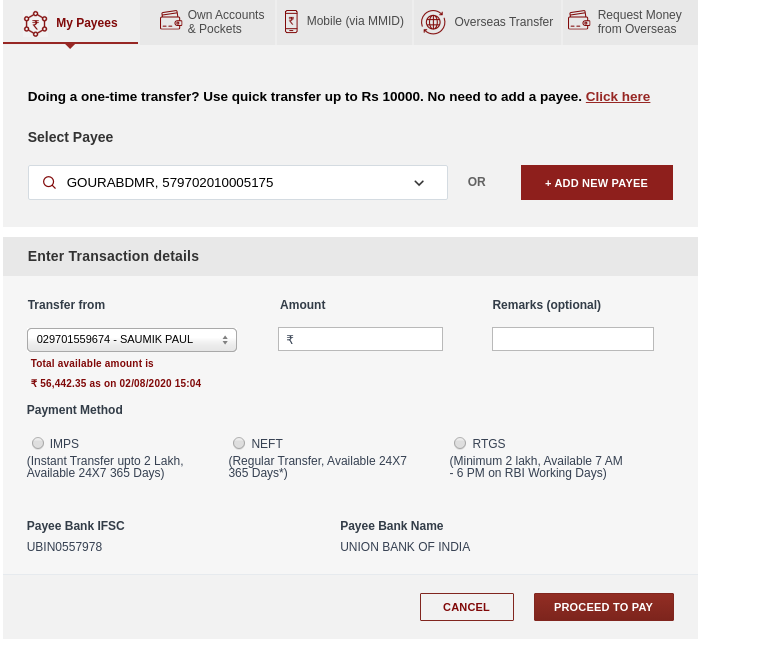 My Payees
Own Accounts
& Pockets
Mobile (via MMID)
Overseas Transfer
Request Money
from Overseas
Doing a one-time transfer? Use quick transfer up to Rs 10000. No need to add a payee. Click here
Select Payee
GOURABDMR, 579702010005175
OR
+ ADD NEW PAYEE
Enter Transaction details
Transfer from
Amount
Remarks (optional)
029701559674 - SAUMIK PAUL
₹
Total available amount is
₹ 56,442.35 as on 02/08/2020 15:04
Payment Method
IMPS
(Instant Transfer upto 2 Lakh,
Available 24X7 365 Days)
NEFT
(Regular Transfer, Available 24X7
365 Days*)
RTGS
(Minimum 2 lakh, Available 7 AM
- 6 PM on RBI Working Days)
Payee Bank IFSC
UBIN0557978
Payee Bank Name
UNION BANK OF INDIA
CANCEL
PROCEED TO PAY